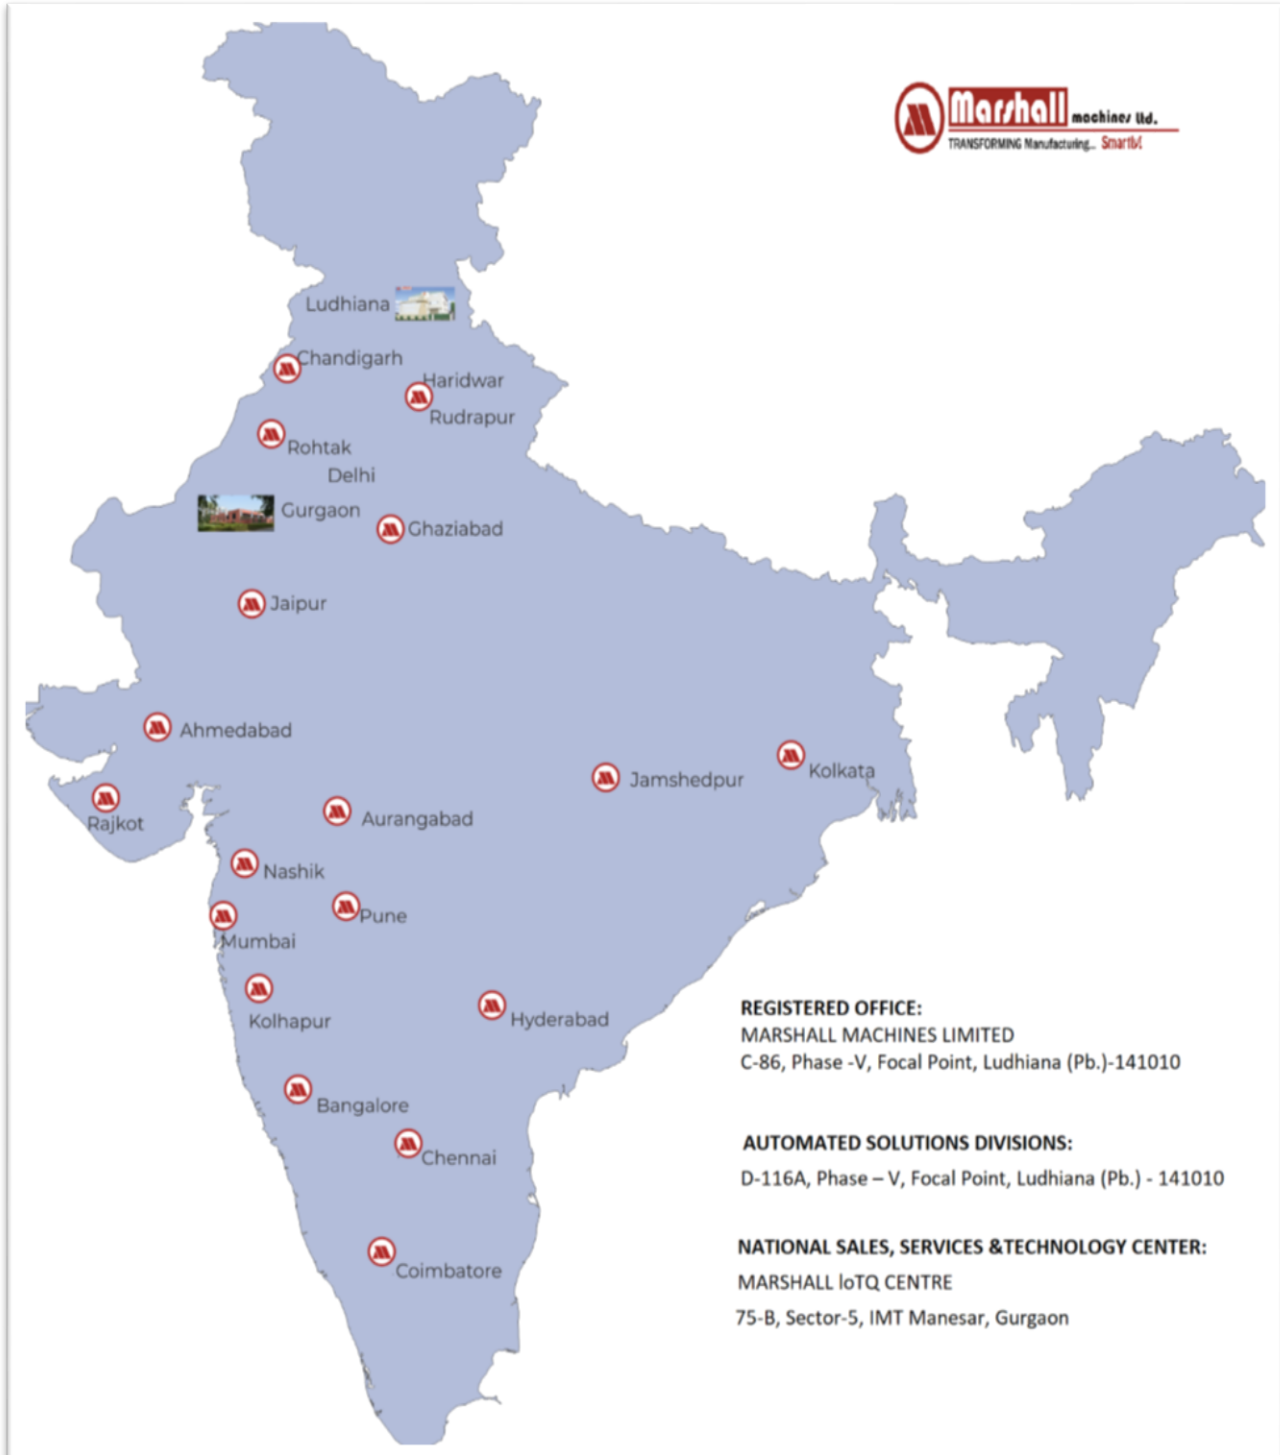 Marshall machines Ltd.
TRANSFORMING Manufacturing... SmartlM
Ludhiana
Chandigarh
Haridwar
Rudrapur
Rohtak
Delhi
Gurgaon
Ghaziabad
Jaipur
Ahmedabad
Kolkata
Jamshedpur
Rajkot
Aurangabad
Nashik
Pune
Mumbai
Kolhapur
Hyderabad
Bangalore
Chennai
Coimbatore
REGISTERED OFFICE:
MARSHALL MACHINES LIMITED
C-86, Phase -V, Focal Point, Ludhiana (Pb.)-141010
AUTOMATED SOLUTIONS DIVISIONS:
D-116A, Phase – V, Focal Point, Ludhiana (Pb.) - 141010
NATIONAL SALES, SERVICES &TECHNOLOGY CENTER:
MARSHALL IoTQ CENTRE
75-B, Sector-5, IMT Manesar, Gurgaon